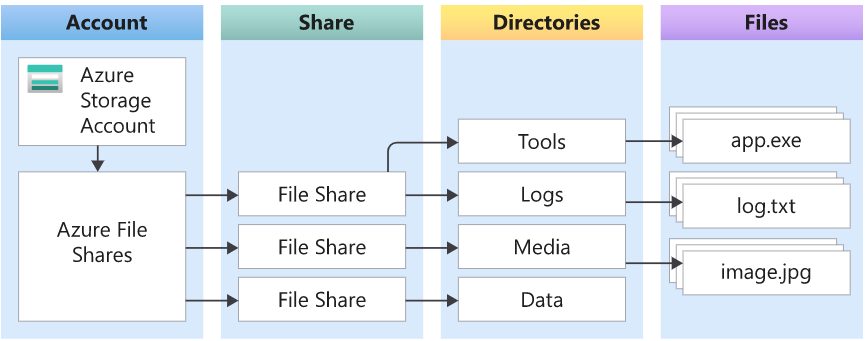 Account
Share
Directories
Files
Azure
Storage
Account
Azure File
Shares
File Share
File Share
File Share
Tools
Logs
Media
Data
app.exe
log.txt
image.jpg